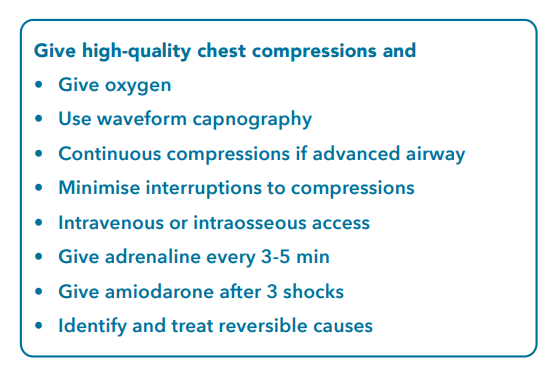 Give high-quality chest compressions and
• Give oxygen
• Use waveform capnography
• Continuous compressions if advanced airway
• Minimise interruptions to compressions
• Intravenous or intraosseous access
• Give adrenaline every 3-5 min
• Give amiodarone after 3 shocks
• Identify and treat reversible causes